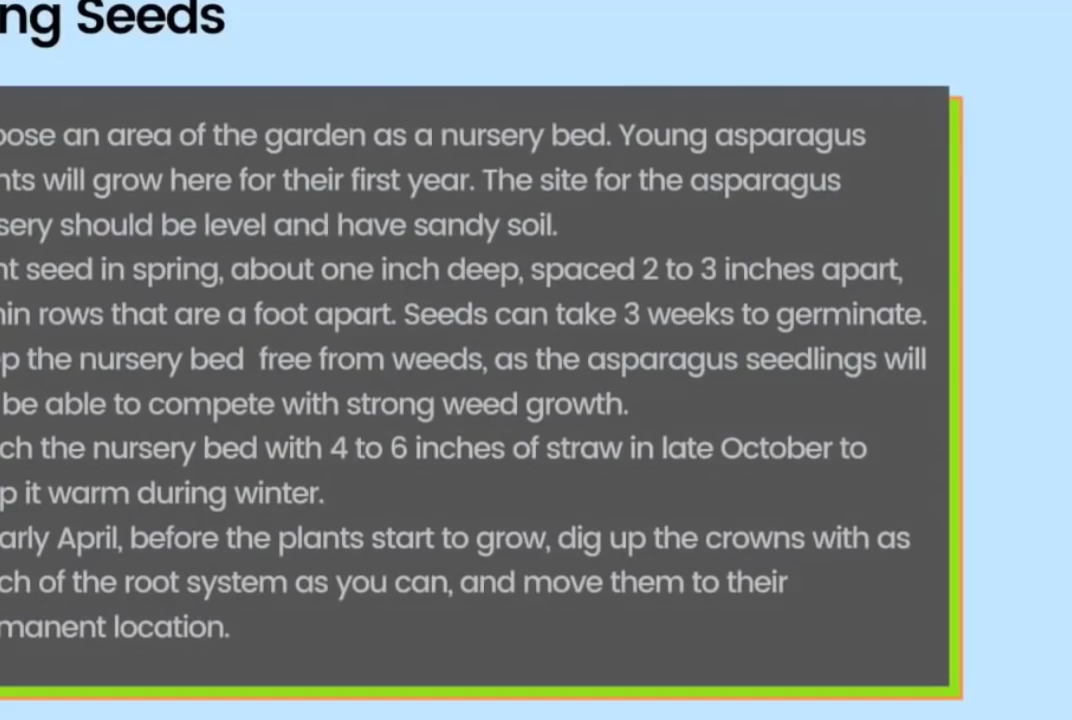 ng Seeds
oose an area of the garden as a nursery bed. Young asparagus
nts will grow here for their first year. The site for the asparagus
sery should be level and have sandy soil.
nt seed in spring, about one inch deep, spaced 2 to 3 inches apart,
hin rows that are a foot apart. Seeds can take 3 weeks to germinate.
p the nursery bed  free from weeds, as the asparagus seedlings will
be able to compete with strong weed growth.
ch the nursery bed with 4 to 6 inches of straw in late October to
p it warm during winter.
arly April, before the plants start to grow, dig up the crowns with as
ch of the root system as you can, and move them to their
manent location.